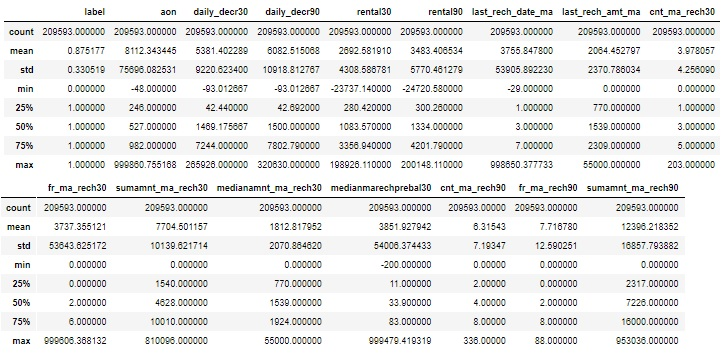 label aon daily_decr30 daily_decr90 rental30 rental90 last_rech_date_ma last_rech_amt_ma cnt_ma_rech30
count 209593.000000 209593.000000 209593.000000 209593.000000 209593.000000 209593.000000 209593.000000 209593.000000 209593.000000
mean 0.875177 8112.343445 5381.402289 6082.515068 2692.581910 3483.406534 3755.847800 2064.452797 3.978057
std 0.330519 75696.082531 9220.623400 10918.812767 4308.586781 5770.461279 53905.892230 2370.786034 4.256090
min 0.000000 -48.000000 -93.012667 -93.012667 -23737.140000 -24720.580000 -29.000000 0.000000 0.000000
25% 0.000000 246.000000 42.440000 42.692000 280.420000 300.260000 1.000000 770.000000 1.000000
50% 1.000000 527.000000 1469.175667 1500.000000 1083.570000 1334.000000 3.000000 1539.000000 3.000000
75% 1.000000 982.000000 7244.000000 7802.790000 3356.940000 4201.790000 7.000000 2309.000000 5.000000
max 1.000000 999860.755168 265926.000000 320630.000000 198926.110000 200148.110000 998650.377733 55000.000000 203.000000
fr_ma_rech30 sumamnt_ma_rech30 medianamnt_ma_rech30 medianmarechprebal30 cnt_ma_rech90 fr_ma_rech90 sumamnt_ma_rech90
count 209593.000000 209593.000000 209593.000000 209593.000000 209593.00000 209593.000000 209593.000000
mean 3737.355121 7704.501157 1812.817952 3851.927942 6.31543 7.716780 12396.218352
std 53643.625172 10139.621714 2070.864620 54006.374433 7.19347 12.590251 16857.793882
min 0.000000 0.000000 0.000000 -200.000000 0.00000 0.000000 0.000000
25% 0.000000 1540.000000 770.000000 11.000000 2.00000 0.000000 2317.000000
50% 2.000000 4628.000000 1539.000000 33.900000 4.00000 2.000000 7226.000000
75% 6.000000 10010.000000 1924.000000 83.000000 8.00000 8.000000 16000.000000
max 999606.368132 810096.000000 55000.000000 999479.419319 336.00000 88.000000 953036.000000